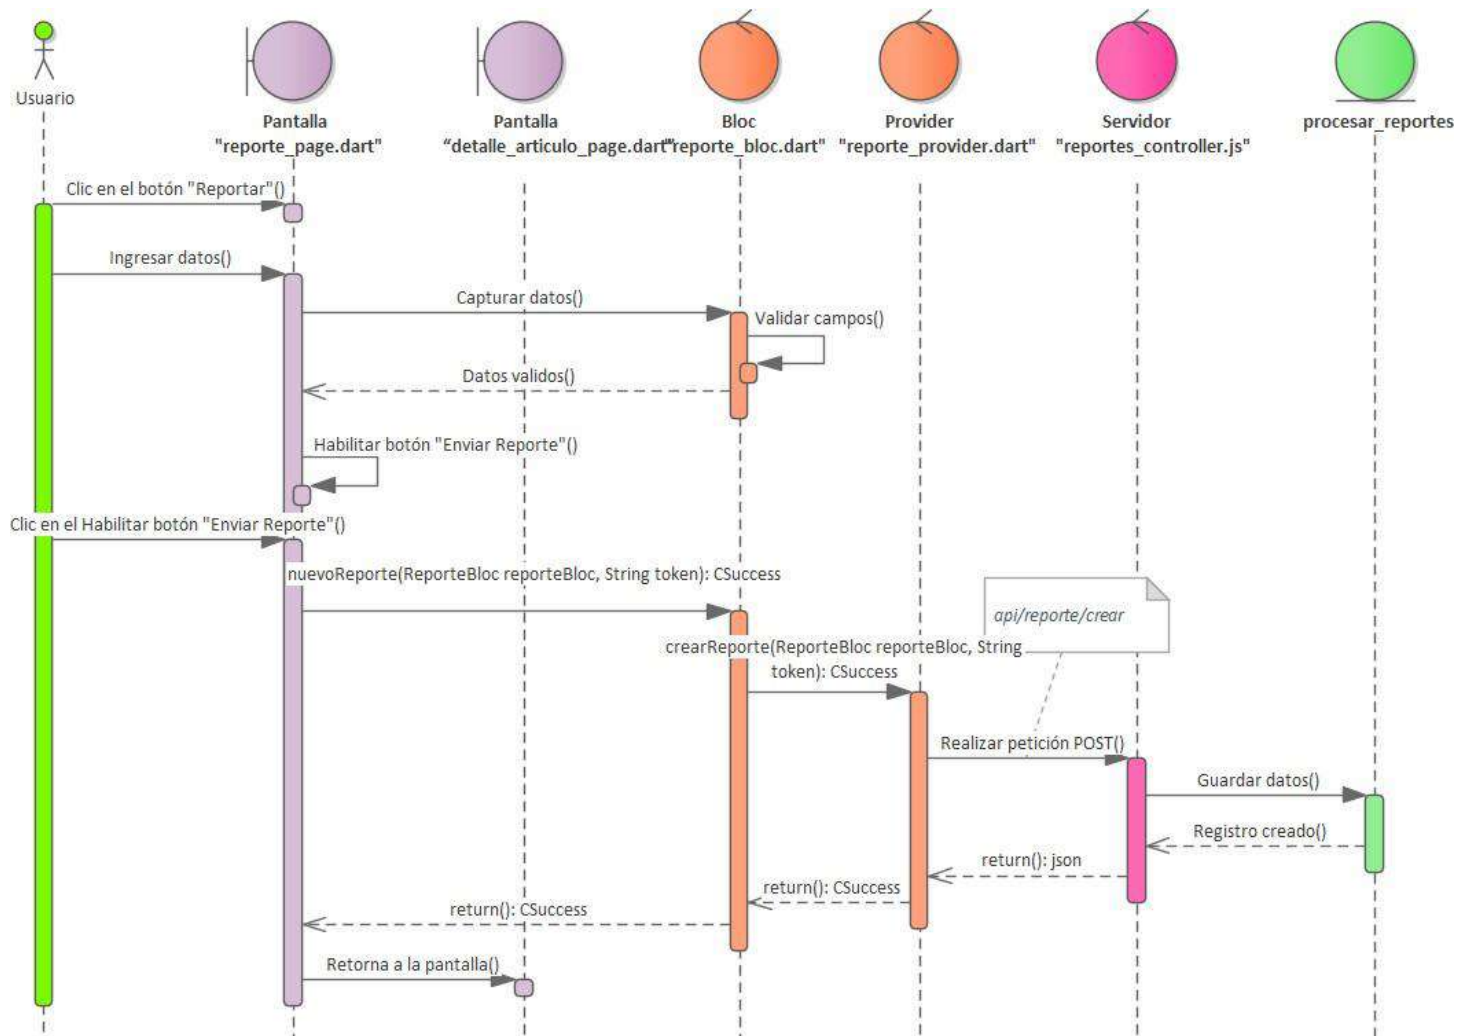 Usuario
Pantalla
"reporte_page.dart"
Pantalla
"detalle_articulo_page.dart"
Bloc
"reporte_bloc.dart"
Provider
"reporte_provider.dart"
Servidor
"reportes_controller.js"
procesar_reportes
Clic en el botón "Reportar"()
Ingresar datos()
Capturar datos()
Validar campos()
Datos validos()
Habilitar botón "Enviar Reporte"()
Clic en el Habilitar botón "Enviar Reporte"()
nuevoReporte(ReporteBloc reporteBloc, String token): CSuccess
api/reporte/crear
crearReporte(ReporteBloc reporteBloc, String
token): CSuccess
Realizar petición POST()
Guardar datos()
Registro creado()
return(): json
return(): CSuccess
return(): CSuccess
Retorna a la pantalla()